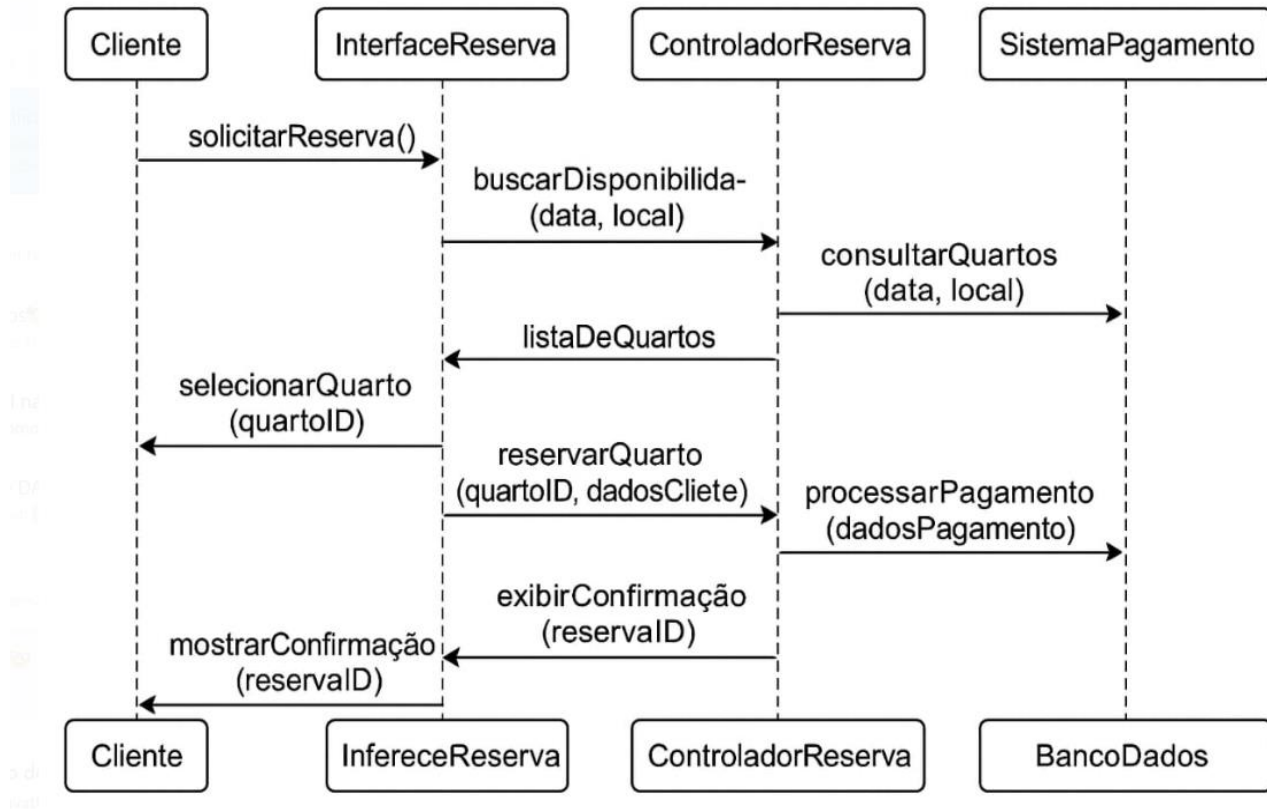 Cliente
InterfaceReserva
ControladorReserva
SistemaPagamento
solicitarReserva()
buscarDisponibilida-
(data, local)
consultarQuartos
(data, local)
listaDeQuartos
selecionarQuarto
(quartoID)
reservarQuarto
(quartoID, dadosCliete)
processarPagamento
(dadosPagamento)
exibirConfirmação
(reservaID)
mostrarConfirmação
(reservaID)
Cliente
InfereceReserva
ControladorReserva
BancoDados